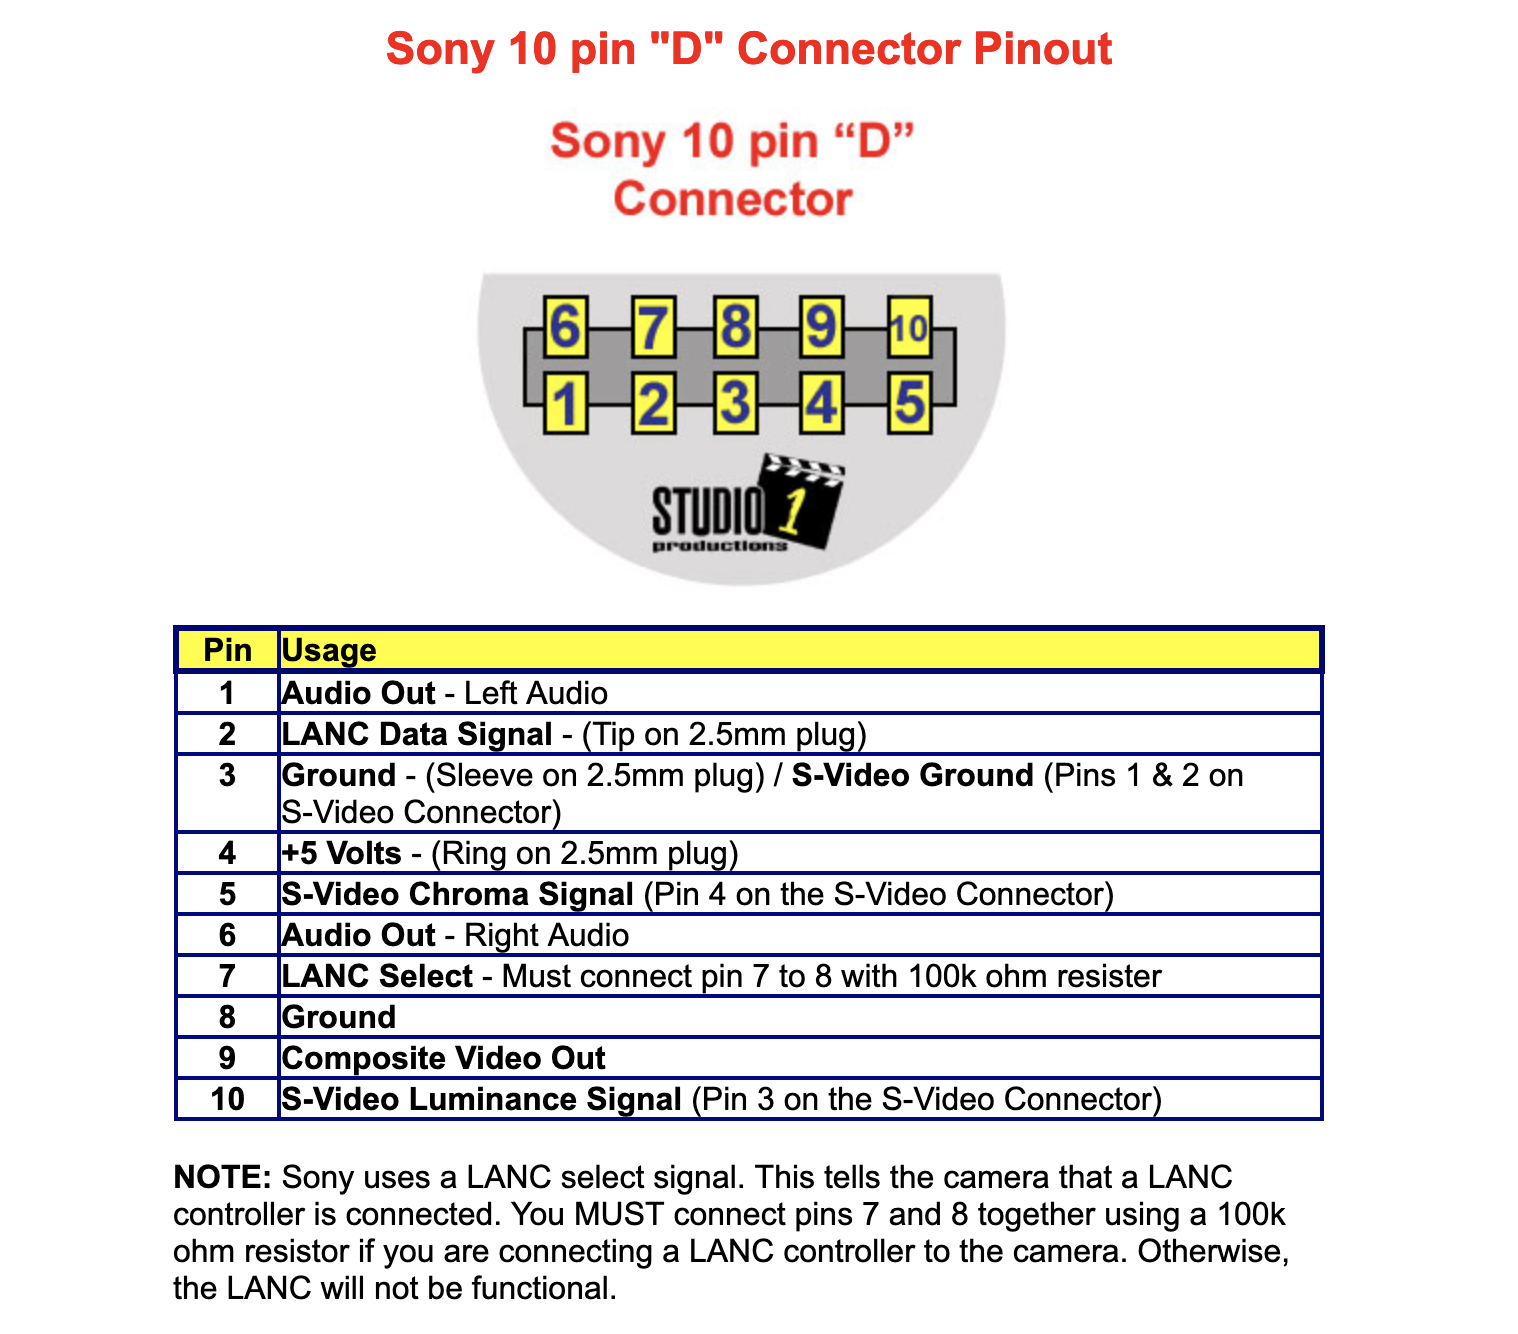 Sony 10 pin "D" Connector Pinout
Sony 10 pin “D”
Connector
6 7 8 9 10
1 2 3 4 5
STUDIO 1
productions
Pin Usage
1 Audio Out - Left Audio
2 LANC Data Signal - (Tip on 2.5mm plug)
3 Ground - (Sleeve on 2.5mm plug) / S-Video Ground (Pins 1 & 2 on
S-Video Connector)
4 +5 Volts - (Ring on 2.5mm plug)
5 S-Video Chroma Signal (Pin 4 on the S-Video Connector)
6 Audio Out - Right Audio
7 LANC Select - Must connect pin 7 to 8 with 100k ohm resister
8 Ground
9 Composite Video Out
10 S-Video Luminance Signal (Pin 3 on the S-Video Connector)
NOTE: Sony uses a LANC select signal. This tells the camera that a LANC
controller is connected. You MUST connect pins 7 and 8 together using a 100k
ohm resistor if you are connecting a LANC controller to the camera. Otherwise,
the LANC will not be functional.